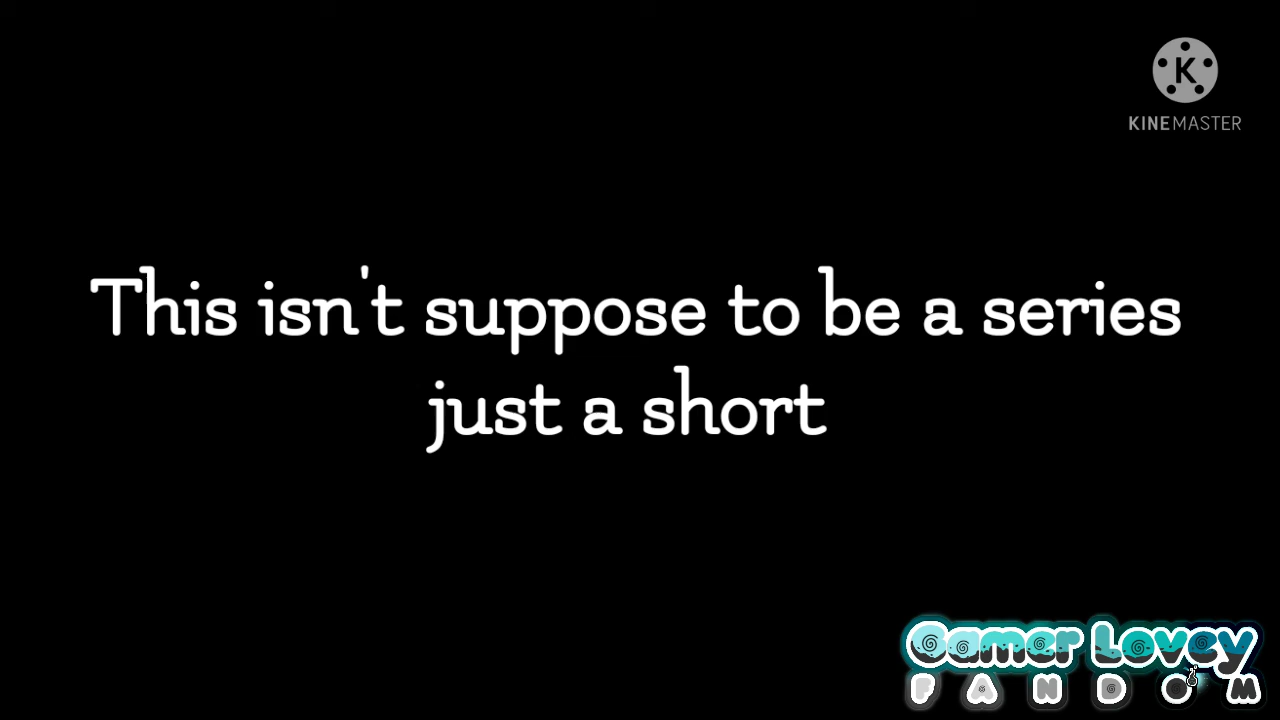 K
KINEMASTER
This isn't suppose to be a series
just a short
Gamer Lovey
FANDOM